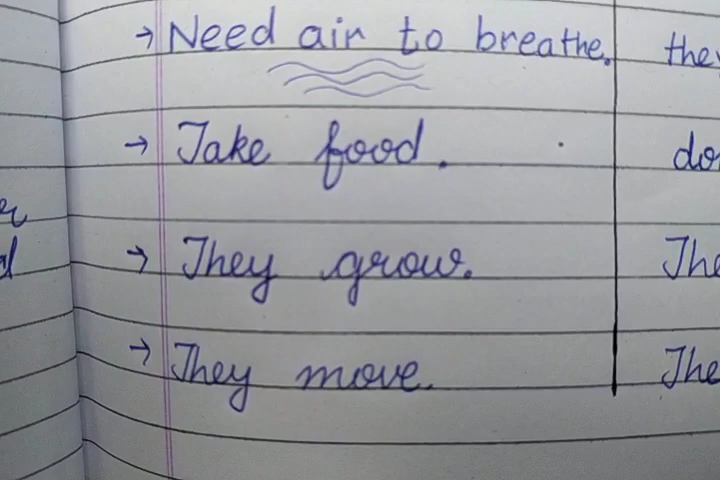 → Need air to breathe.
→ Take food.
→ They grow.
→ They move.